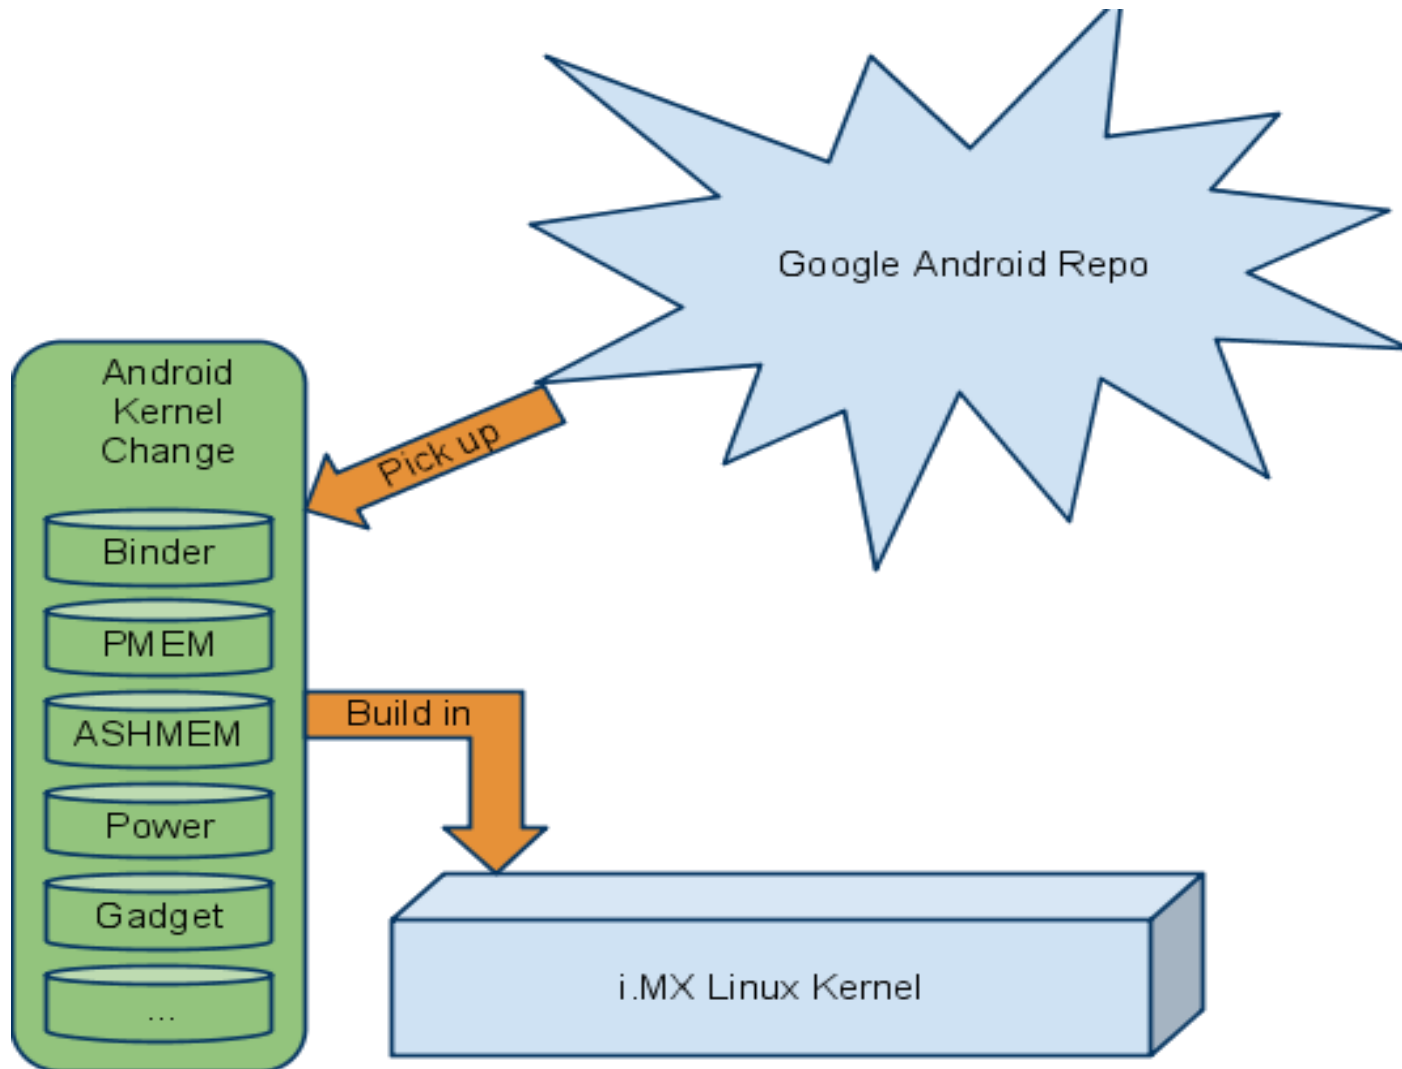 Google Android Repo
Android
Kernel
Change
Pick up
Binder
PMEM
ASHMEM
Build in
Power
Gadget
...
i.MX Linux Kernel